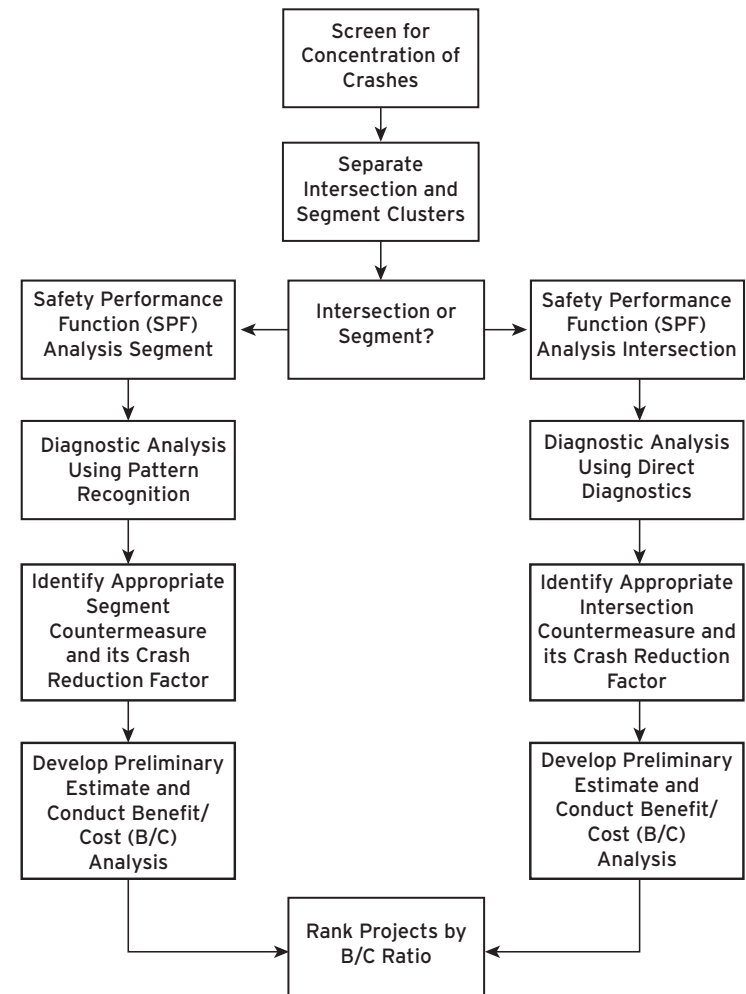 Screen for
Concentration of
Crashes
Separate
Intersection and
Segment Clusters
Intersection or
Segment?
Safety Performance
Function (SPF)
Analysis Segment
Diagnostic Analysis
Using Pattern
Recognition
Identify Appropriate
Segment
Countermeasure
and its Crash
Reduction Factor
Develop Preliminary
Estimate and
Conduct Benefit/
Cost (B/C)
Analysis
Safety Performance
Function (SPF)
Analysis Intersection
Diagnostic Analysis
Using Direct
Diagnostics
Identify Appropriate
Intersection
Countermeasure and
its Crash Reduction
Factor
Develop Preliminary
Estimate and
Conduct Benefit/
Cost (B/C)
Analysis
Rank Projects by
B/C Ratio